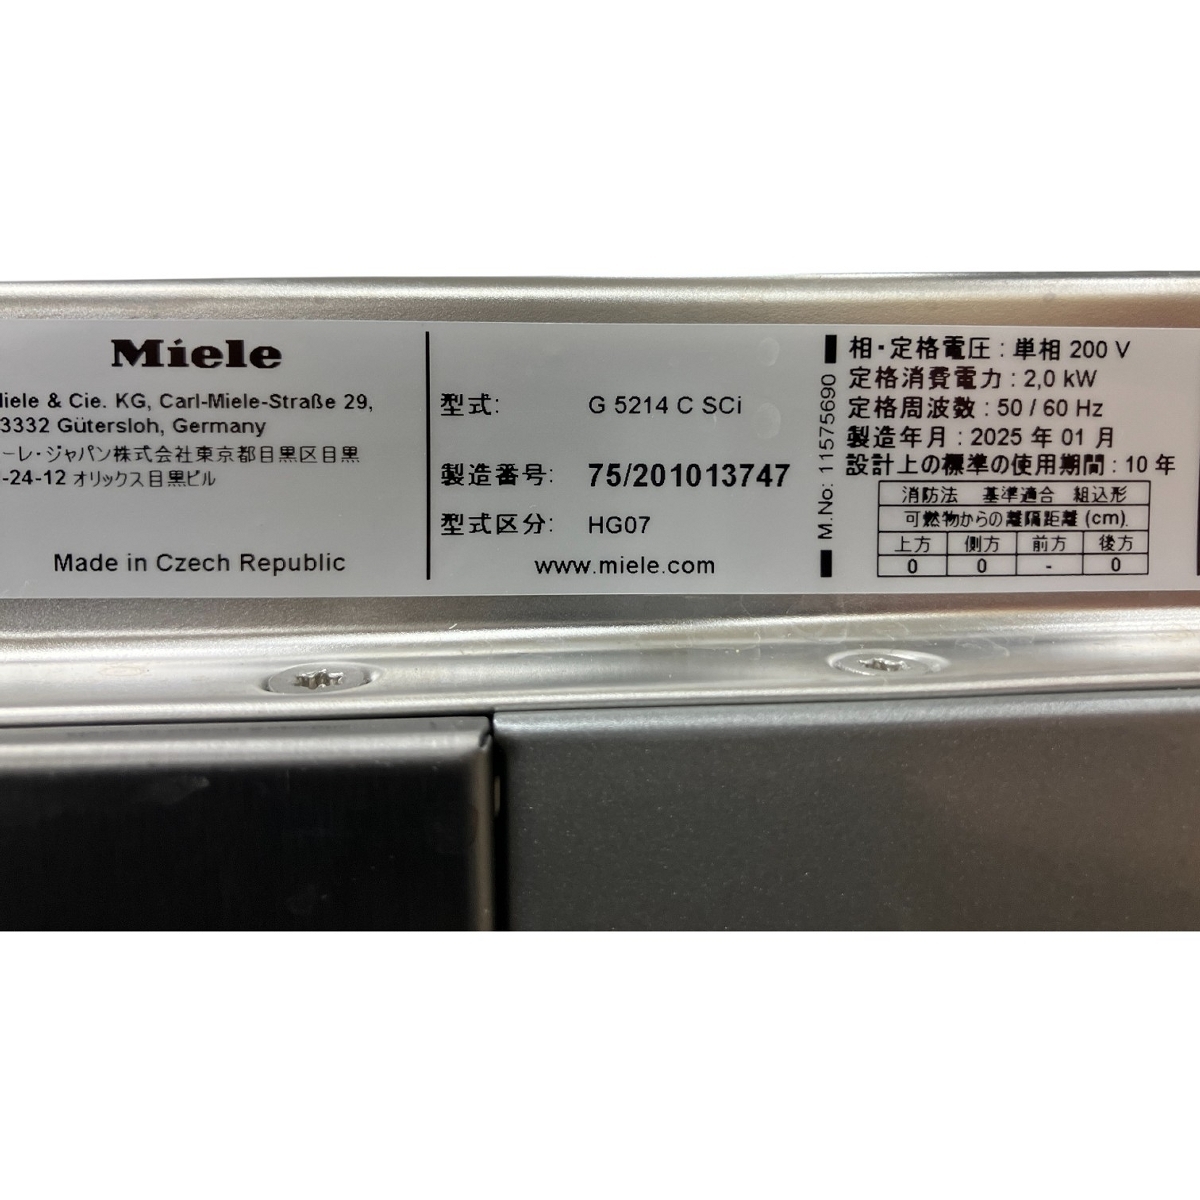 Miele
iele & Cie. KG, Carl-Miele-Straße 29,
3332 Gütersloh, Germany
ーレ・ジャパン株式会社東京都目黒区目黒
-24-12 オリックス目黒ビル
Made in Czech Republic
型式: G 5214 C SCi
製造番号: 75/201013747
型式区分: HG07
www.miele.com
M.No: 11575690
相・定格電圧 : 単相 200 V
定格消費電力 : 2,0 kW
定格周波数 : 50 / 60 Hz
製造年月 : 2025 年 01 月
設計上の標準の使用期間 : 10 年
消防法 基準適合 組込形
可燃物からの離隔距離 (cm).
上方 側方 前方 後方
0 0 - 0